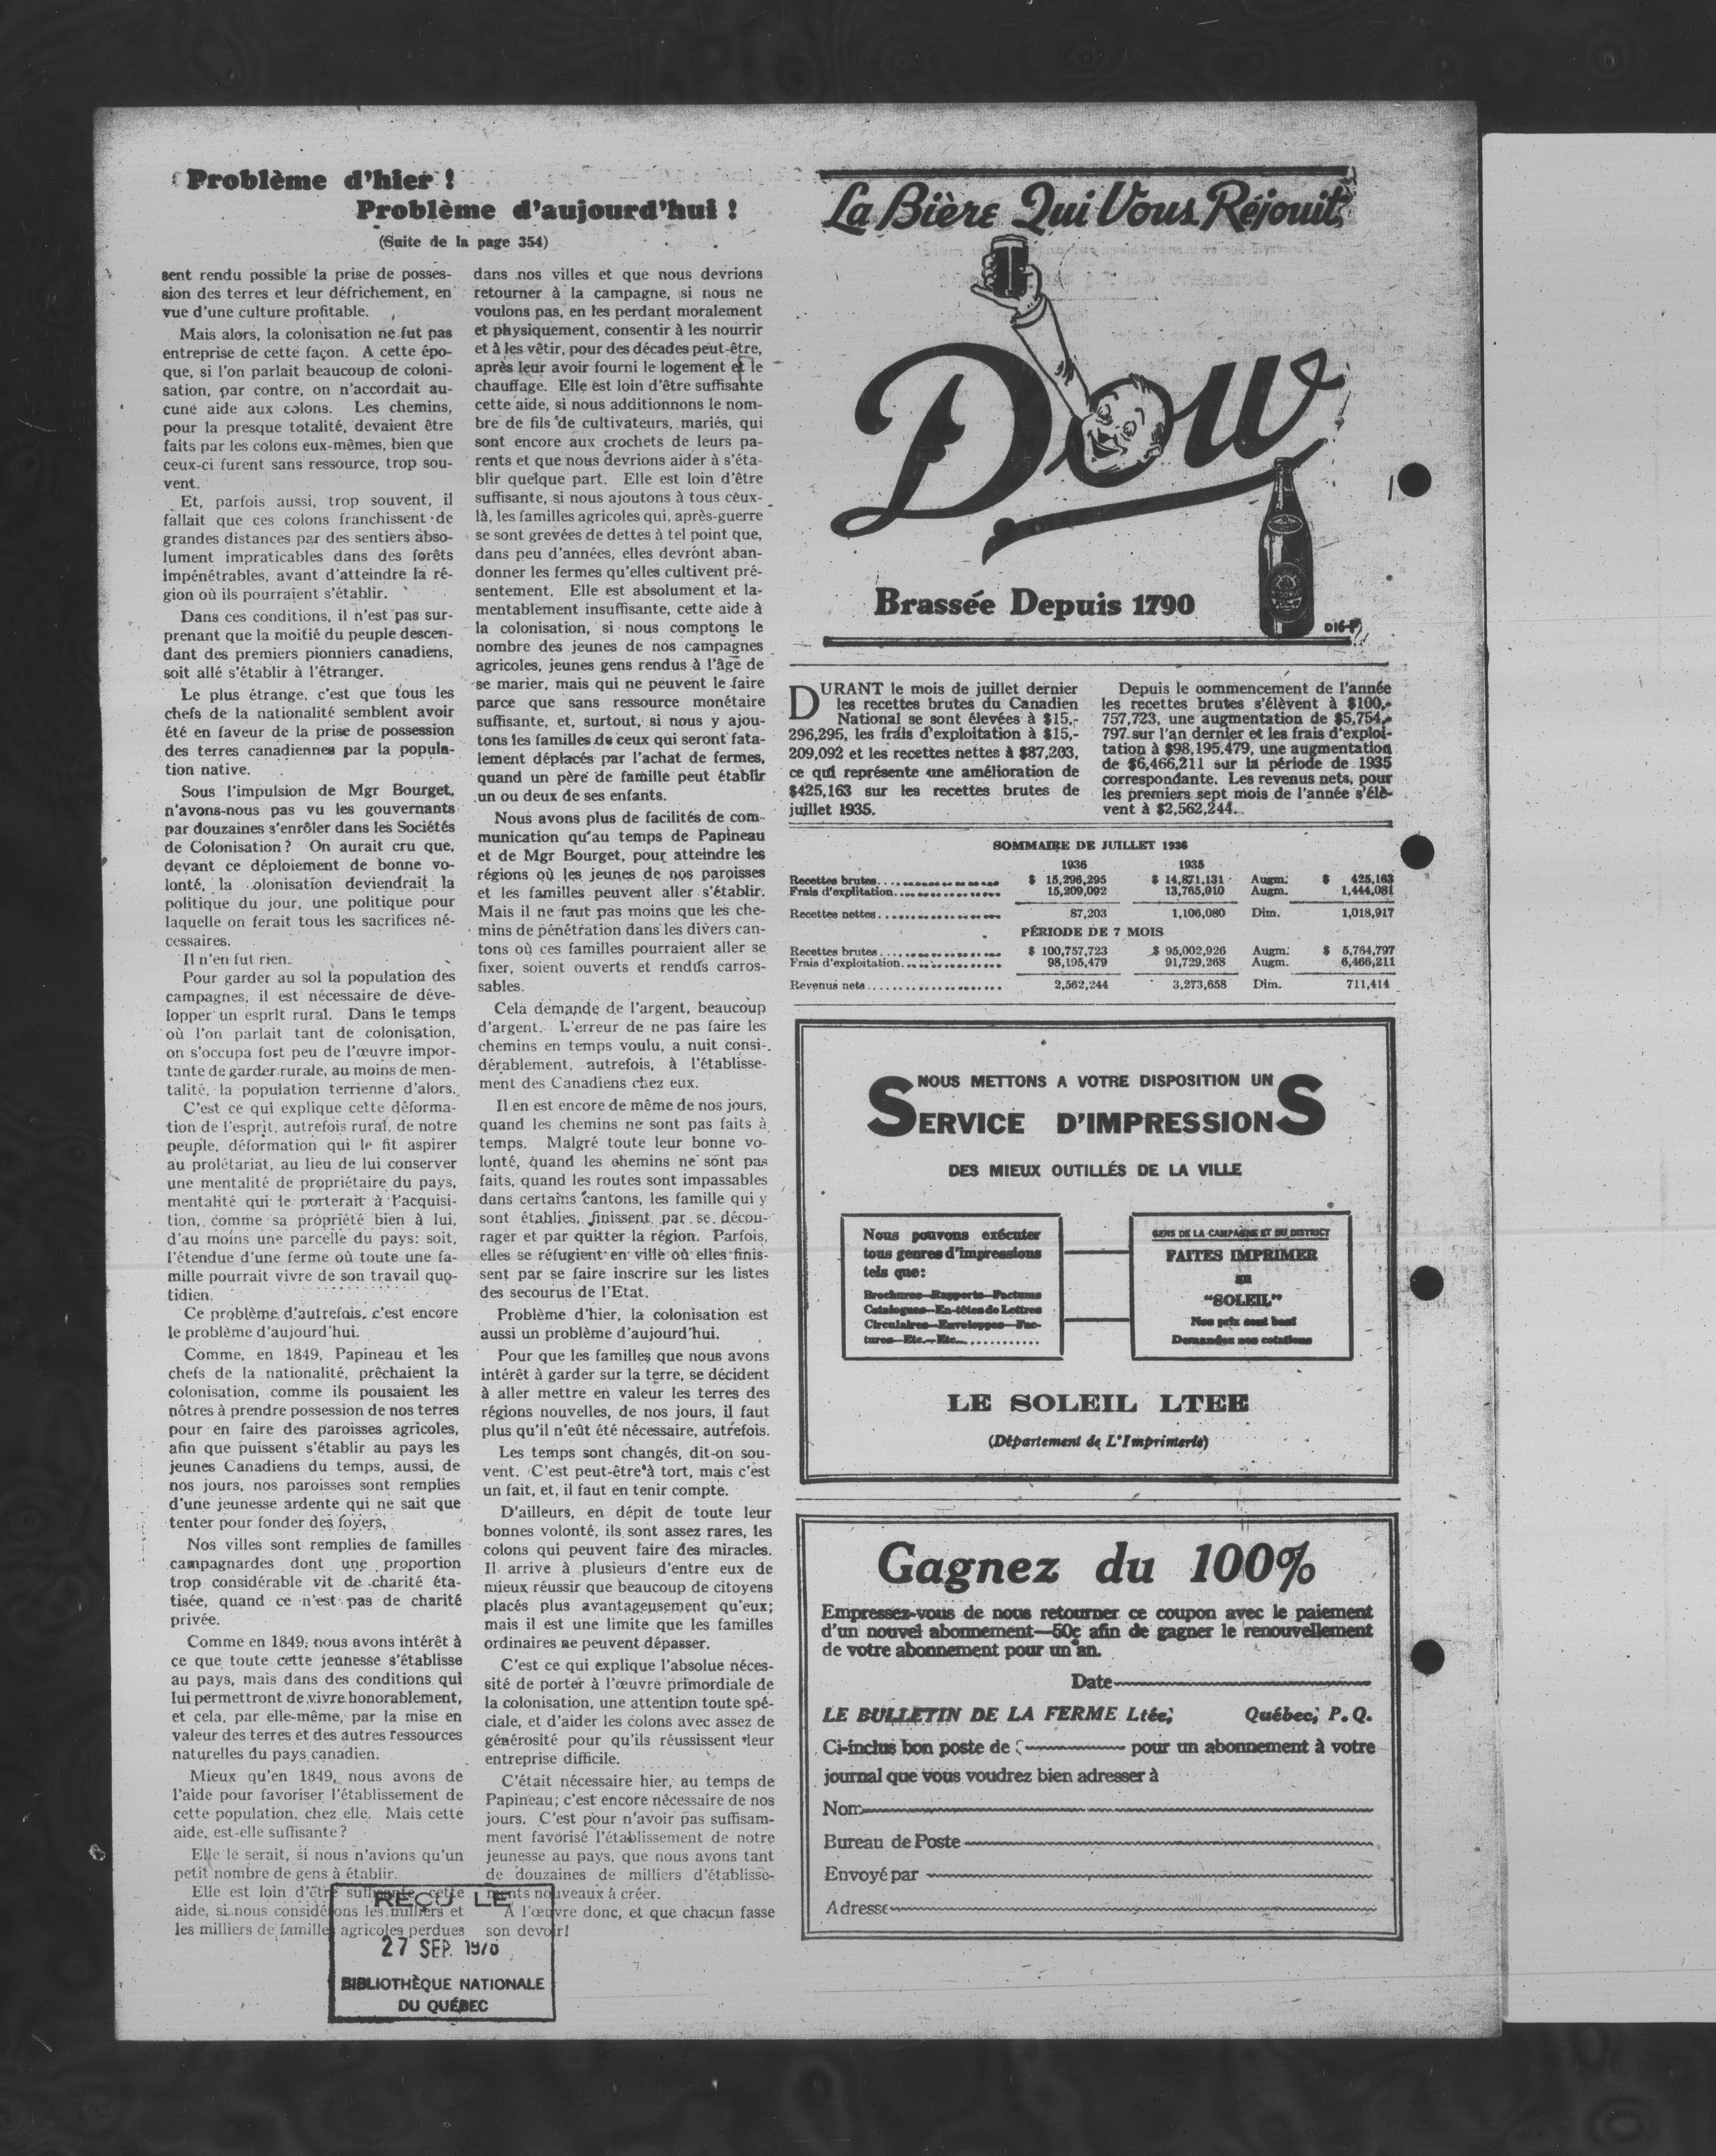 Problème d'hier !
Problème d'aujourd'hui !
(Suite de la page 354)
sent rendu possible la prise de posses-
sion des terres et leur défrichement, en
vue d'une culture profitable.
Mais alors, la colonisation ne fut pas
entreprise de cette façon. A cette épo-
que, si l'on parlait beaucoup de coloni-
sation, par contre, on n'accordait au-
cune aide aux colons. Les chemins,
pour la presque totalité, devaient être
faits par les colons eux-mêmes, bien que
ceux-ci furent sans ressource, trop sou-
vent.
Et, parfois aussi, trop souvent, il
fallait que ces colons franchissent de
grandes distances par des sentiers abso-
lument impraticables dans des forêts
impénétrables, avant d'atteindre la ré-
gion où ils pourraient s'établir.
Dans ces conditions, il n'est pas sur-
prenant que la moitié du peuple descen-
dant des premiers pionniers canadiens,
soit allé s'établir à l'étranger.
Le plus étrange, c'est que tous les
chefs de la nationalité semblent avoir
été en faveur de la prise de possession
des terres canadiennes par la popula-
tion native.
Sous l'impulsion de Mgr Bourget,
n'avons-nous pas vu les gouvernants
par douzaines s'enrôler dans les Sociétés
de Colonisation ? On aurait cru que,
devant ce déploiement de bonne vo-
lonté, la olonisation deviendrait la
politique du jour, une politique pour
laquelle on ferait tous les sacrifices né-
cessaires.
Il n'en fut rien.
Pour garder au sol la population des
campagnes, il est nécessaire de déve-
lopper un esprit rural. Dans le temps
où l'on parlait tant de colonisation,
on s'occupa fort peu de l'œuvre impor-
tante de garder rurale, au moins de men-
talité, la population terrienne d'alors.
C'est ce qui explique cette déforma-
tion de l'esprit, autrefois rural, de notre
peuple, déformation qui le fit aspirer
au prolétariat, au lieu de lui conserver
une mentalité de propriétaire du pays,
mentalité qui le porterait à l'acquisi-
tion, comme sa propriété bien à lui,
d'au moins une parcelle du pays: soit,
l'étendue d'une ferme où toute une fa-
mille pourrait vivre de son travail quo-
tidien.
Ce problème d'autrefois, c'est encore
le problème d'aujourd'hui.
Comme, en 1849, Papineau et les
chefs de la nationalité, prêchaient la
colonisation, comme ils pousaient les
nôtres à prendre possession de nos terres
pour en faire des paroisses agricoles,
afin que puissent s'établir au pays les
jeunes Canadiens du temps, aussi, de
nos jours, nos paroisses sont remplies
d'une jeunesse ardente qui ne sait que
tenter pour fonder des foyers,
Nos villes sont remplies de familles
campagnardes dont une proportion
trop considérable vit de charité éta-
tisée, quand ce n'est pas de charité
privée.
Comme en 1849, nous avons intérêt à
ce que toute cette jeunesse s'établisse
au pays, mais dans des conditions qui
lui permettront de vivre honorablement,
et cela, par elle-même, par la mise en
valeur des terres et des autres ressources
naturelles du pays canadien.
Mieux qu'en 1849, nous avons de
l'aide pour favoriser l'établissement de
cette population, chez elle. Mais cette
aide, est-elle suffisante ?
Elle le serait, si nous n'avions qu'un
petit nombre de gens à établir.
Elle est loin d'être suffisante, cette
aide, si nous considérons les milliers et
les milliers de familles agricoles perdues
dans nos villes et que nous devrions
retourner à la campagne, si nous ne
voulons pas, en les perdant moralement
et physiquement, consentir à les nourrir
et à les vêtir, pour des décades peut-être,
après leur avoir fourni le logement et le
chauffage. Elle est loin d'être suffisante
cette aide, si nous additionnons le nom-
bre de fils de cultivateurs, mariés, qui
sont encore aux crochets de leurs pa-
rents et que nous devrions aider à s'éta-
blir quelque part. Elle est loin d'être
suffisante, si nous ajoutons à tous ceux-
là, les familles agricoles qui, après-guerre
se sont grevées de dettes à tel point que,
dans peu d'années, elles devront aban-
donner les fermes qu'elles cultivent pré-
sentement. Elle est absolument et la-
mentablement insuffisante, cette aide à
la colonisation, si nous comptons le
nombre des jeunes de nos campagnes
agricoles, jeunes gens rendus à l'âge de
se marier, mais qui ne peuvent le faire
parce que sans ressource monétaire
suffisante, et, surtout, si nous y ajou-
tons les familles de ceux qui seront fata-
lement déplacés par l'achat de fermes,
quand un père de famille peut établir
un ou deux de ses enfants.
Nous avons plus de facilités de com-
munication qu'au temps de Papineau
et de Mgr Bourget, pour atteindre les
régions où les jeunes de nos paroisses
et les familles peuvent aller s'établir.
Mais il ne faut pas moins que les che-
mins de pénétration dans les divers can-
tons où ces familles pourraient aller se
fixer, soient ouverts et rendus carros-
sables.
Cela demande de l'argent, beaucoup
d'argent. L'erreur de ne pas faire les
chemins en temps voulu, a nuit consi-
dérablement, autrefois, à l'établisse-
ment des Canadiens chez eux.
Il en est encore de même de nos jours,
quand les chemins ne sont pas faits à
temps. Malgré toute leur bonne vo-
lonté, quand les chemins ne sont pas
faits, quand les routes sont impassables
dans certains cantons, les famille qui y
sont établies, finissent par se décou-
rager et par quitter la région. Parfois,
elles se réfugient en ville où elles finis-
sent par se faire inscrire sur les listes
des secourus de l'Etat.
Problème d'hier, la colonisation est
aussi un problème d'aujourd'hui.
Pour que les familles que nous avons
intérêt à garder sur la terre, se décident
à aller mettre en valeur les terres des
régions nouvelles, de nos jours, il faut
plus qu'il n'eût été nécessaire, autrefois.
Les temps sont changés, dit-on sou-
vent. C'est peut-être à tort, mais c'est
un fait, et, il faut en tenir compte.
D'ailleurs, en dépit de toute leur
bonnes volonté, ils sont assez rares, les
colons qui peuvent faire des miracles.
Il arrive à plusieurs d'entre eux de
mieux réussir que beaucoup de citoyens
placés plus avantageusement qu'eux;
mais il est une limite que les familles
ordinaires ne peuvent dépasser.
C'est ce qui explique l'absolue néces-
sité de porter à l'œuvre primordiale de
la colonisation, une attention toute spé-
ciale, et d'aider les colons avec assez de
générosité pour qu'ils réussissent leur
entreprise difficile.
C'était nécessaire hier, au temps de
Papineau; c'est encore nécessaire de nos
jours. C'est pour n'avoir pas suffisam-
ment favorisé l'établissement de notre
jeunesse au pays, que nous avons tant
de douzaines de milliers d'établisse-
ments nouveaux à créer.
A l'œuvre donc, et que chacun fasse
son devoir!
REÇU LE
27 SEP. 1976
BIBLIOTHÈQUE NATIONALE
DU QUÉBEC
La Bière Qui Vous Réjouit
Dow
Brassée Depuis 1790
DURANT le mois de juillet dernier
les recettes brutes du Canadien
National se sont élevées à $15,-
296,295, les frais d'exploitation à $15,-
209,092 et les recettes nettes à $87,203,
ce qui représente une amélioration de
$425,163 sur les recettes brutes de
juillet 1935.
Depuis le commencement de l'année
les recettes brutes s'élèvent à $100,-
757,723, une augmentation de $5,754,-
797 sur l'an dernier et les frais d'exploi-
tation à $98,195,479, une augmentation
de $6,466,211 sur la période de 1935
correspondante. Les revenus nets, pour
les premiers sept mois de l'année s'élè-
vent à $2,562,244.
SOMMAIRE DE JUILLET 1936
1936 1935
Recettes brutes $ 15,296,295 $ 14,871,131 Augm. $ 425,163
Frais d'explitation 15,209,092 13,765,010 Augm. 1,444,081
Recettes nettes 87,203 1,106,080 Dim. 1,018,917
PÉRIODE DE 7 MOIS
Recettes brutes $ 100,757,723 $ 95,002,926 Augm. $ 5,764,797
Frais d'exploitation 98,195,479 91,729,268 Augm. 6,466,211
Revenus nets 2,562,244 3,273,658 Dim. 711,414
NOUS METTONS A VOTRE DISPOSITION UN
SERVICE D'IMPRESSIONS
DES MIEUX OUTILLÉS DE LA VILLE
Nous pouvons exécuter
tous genres d'impressions
tels que:
Brochures—Rapports—Factums
Catalogues—En-têtes de Lettres
Circulaires—Enveloppes—Fac-
tures—Etc.—Etc.
GENS DE LA CAMPAGNE ET DU DISTRICT
FAITES IMPRIMER
AU
"SOLEIL"
Nos prix sont bas!
Demandez nos cotations
LE SOLEIL LTEE
(Département de L'Imprimerie)
Gagnez du 100%
Empressez-vous de nous retourner ce coupon avec le paiement
d'un nouvel abonnement—50¢ afin de gagner le renouvellement
de votre abonnement pour un an.
Date
LE BULLETIN DE LA FERME Ltée, Québec, P.Q.
Ci-inclus bon poste de pour un abonnement à votre
journal que vous voudrez bien adresser à
Nom
Bureau de Poste
Envoyé par
Adresse